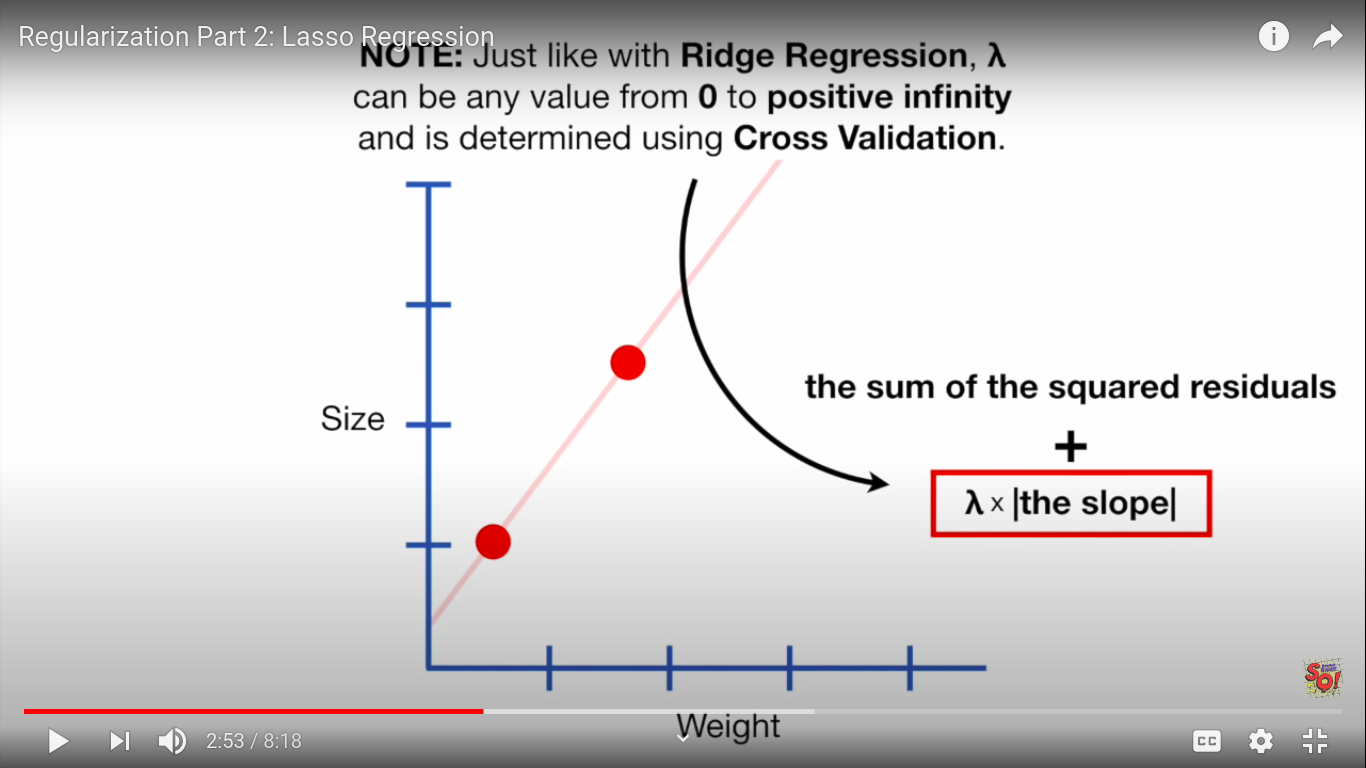 Regularization Part 2: Lasso Regression
NOTE: Just like with Ridge Regression, λ
can be any value from 0 to positive infinity
and is determined using Cross Validation.
Size
the sum of the squared residuals
+
λ x |the slope|
SQ!
Weight
2:53 / 8:18
CC